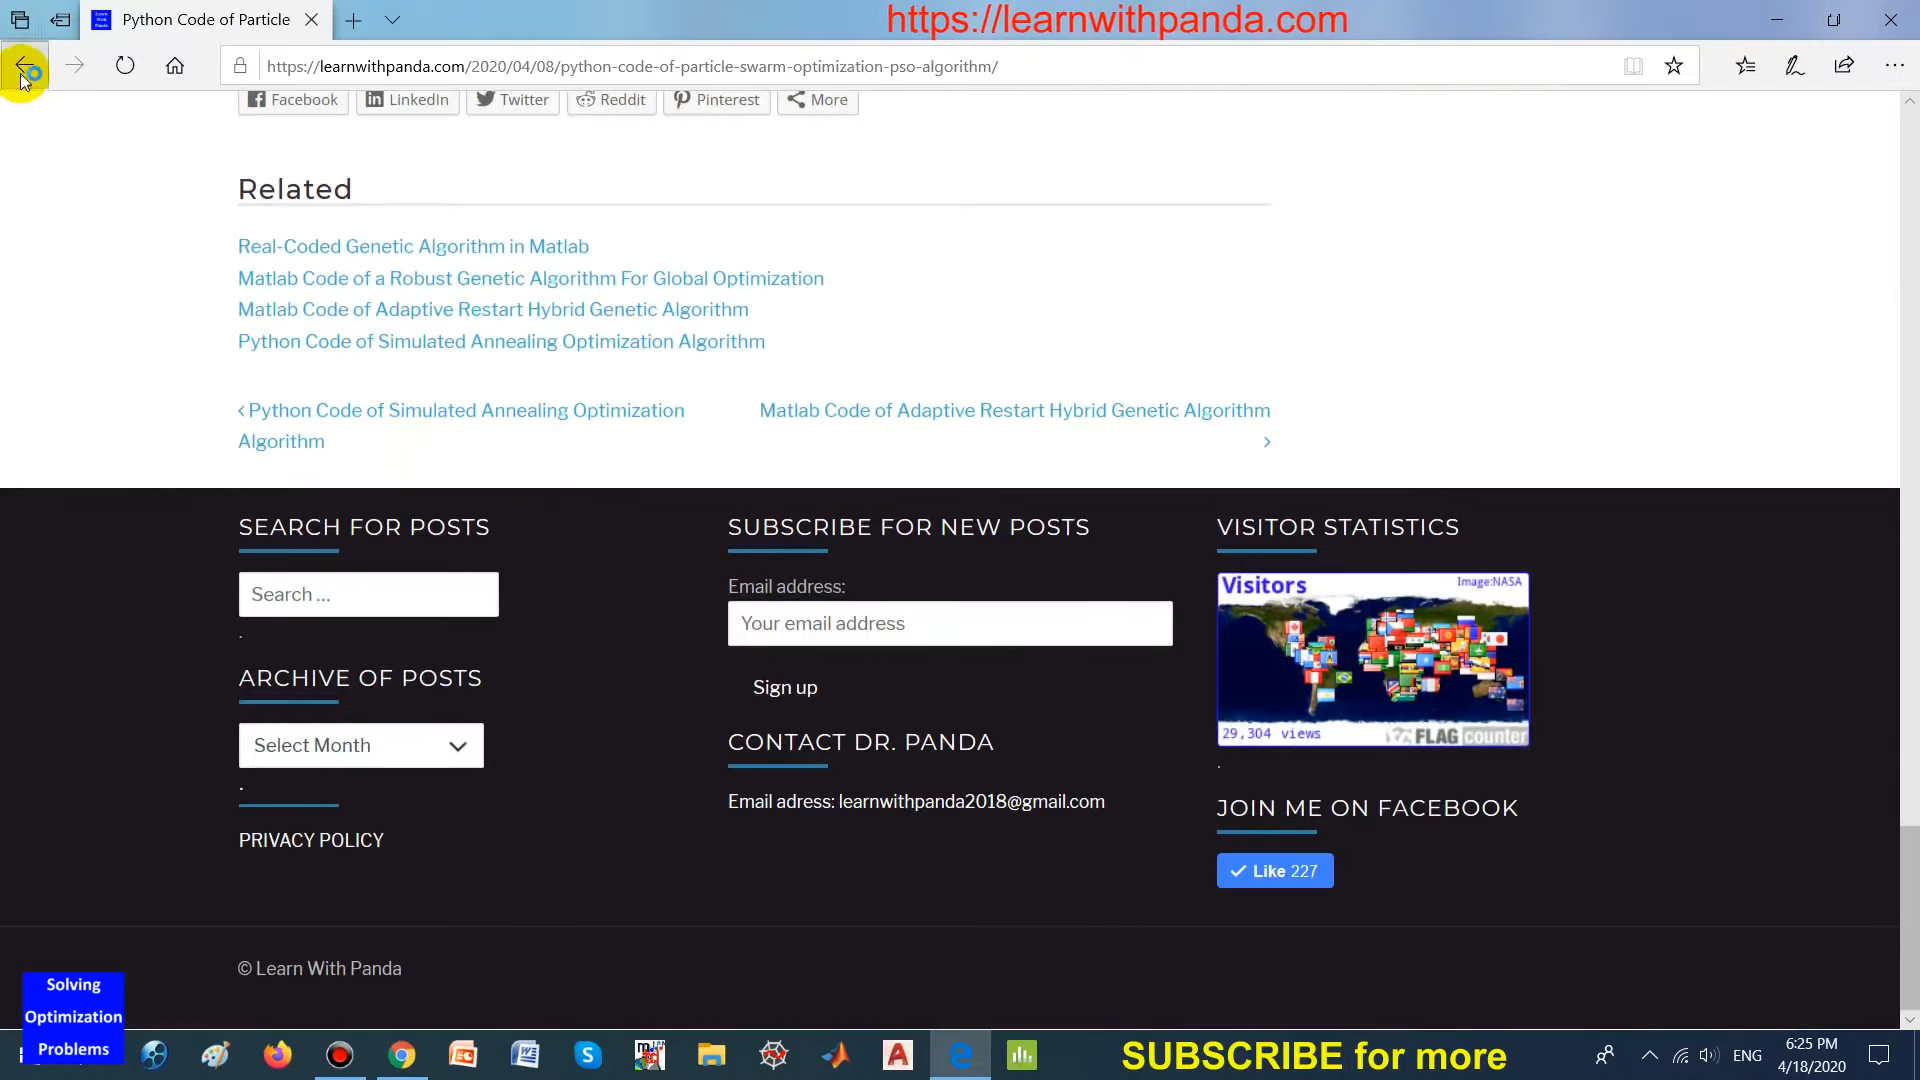 Python Code of Particle
https://learnwithpanda.com
https://learnwithpanda.com/2020/04/08/python-code-of-particle-swarm-optimization-pso-algorithm/
Facebook LinkedIn Twitter Reddit Pinterest More
Related
Real-Coded Genetic Algorithm in Matlab
Matlab Code of a Robust Genetic Algorithm For Global Optimization
Matlab Code of Adaptive Restart Hybrid Genetic Algorithm
Python Code of Simulated Annealing Optimization Algorithm
‹ Python Code of Simulated Annealing Optimization
Algorithm
Matlab Code of Adaptive Restart Hybrid Genetic Algorithm
›
SEARCH FOR POSTS
Search ...
.
ARCHIVE OF POSTS
Select Month
.
PRIVACY POLICY
SUBSCRIBE FOR NEW POSTS
Email address:
Your email address
Sign up
CONTACT DR. PANDA
Email adress: learnwithpanda2018@gmail.com
VISITOR STATISTICS
Visitors Image:NASA
29,304 views FLAG counter
.
JOIN ME ON FACEBOOK
Like 227
© Learn With Panda
Solving
Optimization
Problems
SUBSCRIBE for more
ENG
6:25 PM
4/18/2020